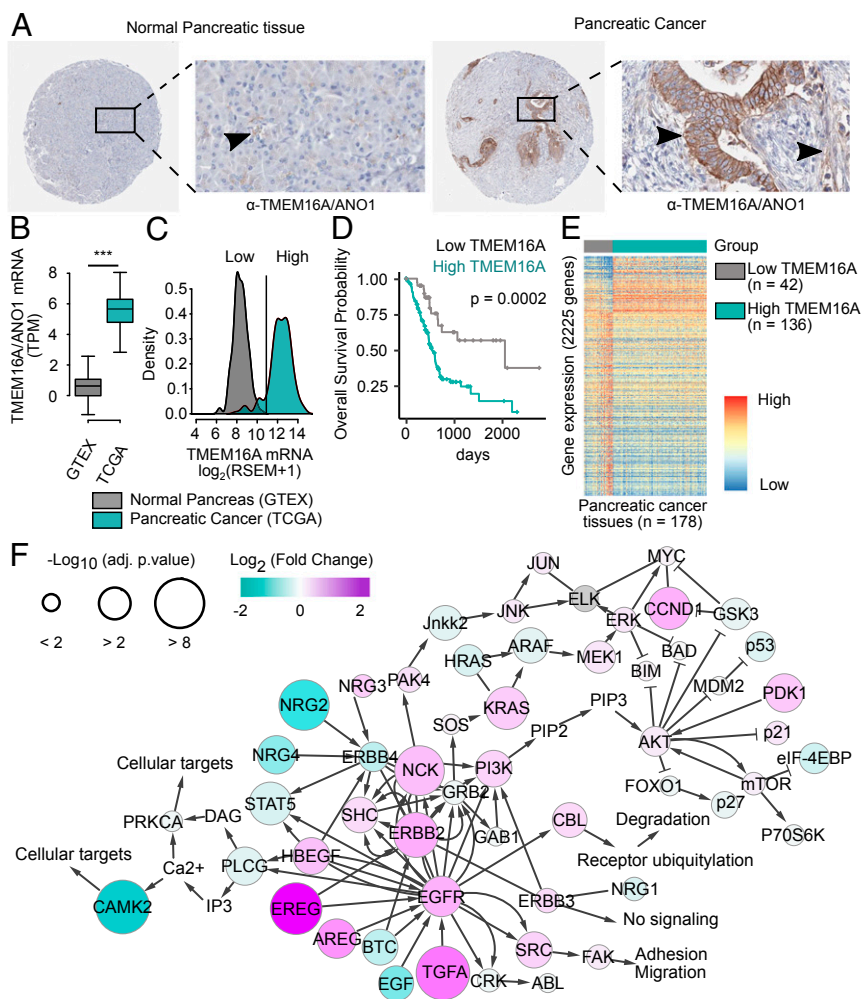 A
Normal Pancreatic tissue
Pancreatic Cancer
α-TMEM16A/ANO1
α-TMEM16A/ANO1
B
TMEM16A/ANO1 mRNA
(TPM)
8
6
4
2
0
***
GTEX
TCGA
C
Low
High
Density
0.5
0.4
0.3
0.2
0.1
0.0
4 6 8 10 12 14
TMEM16A mRNA
log2(RSEM+1)
Normal Pancreas (GTEX)
Pancreatic Cancer (TCGA)
D
Low TMEM16A
High TMEM16A
p = 0.0002
Overall Survival Probability
1.00
0.75
0.50
0.25
0 1000 2000
days
E
Group
Low TMEM16A
(n = 42)
High TMEM16A
(n = 136)
Gene expression (2225 genes)
High
Low
Pancreatic cancer
tissues (n = 178)
F
-Log10 (adj. p.value)
< 2
> 2
> 8
Log2 (Fold Change)
-2 0 2
JUN
MYC
JNK
ELK
CCND1
GSK3
Jnkk2
ERK
HRAS
ARAF
MEK1
BAD
p53
BIM
MDM2
NRG3
PAK4
KRAS
PDK1
NRG2
SOS
PIP2
PIP3
AKT
p21
NRG4
ERBB4
NCK
PI3K
eIF-4EBP
mTOR
Cellular targets
STAT5
GRB2
FOXO1
p27
PRKCA
DAG
SHC
ERBB2
GAB1
CBL
Degradation
P70S6K
Cellular targets
Ca2+
PLCG
HBEGF
Receptor ubiquitylation
CAMK2
IP3
EREG
EGFR
ERBB3
NRG1
No signaling
AREG
BTC
SRC
FAK
Adhesion
Migration
EGF
TGFA
CRK
ABL